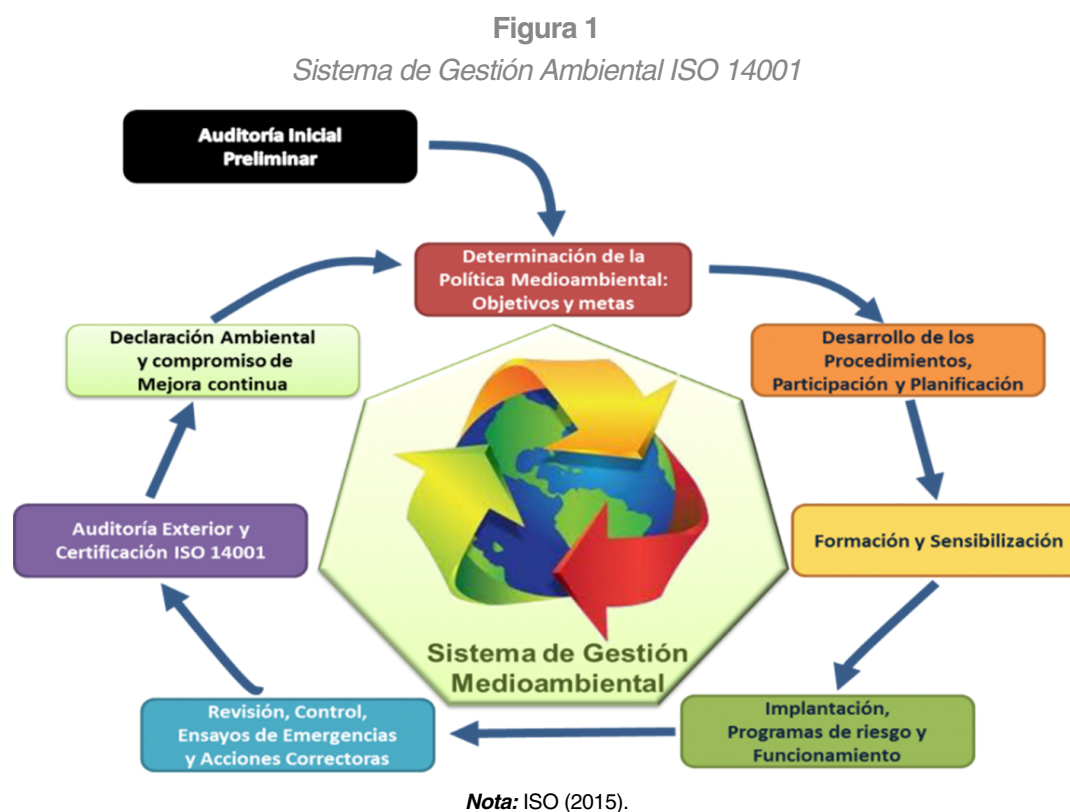 Figura 1
Sistema de Gestión Ambiental ISO 14001
Auditoría Inicial
Preliminar
Determinación de la
Política Medioambiental:
Objetivos y metas
Desarrollo de los
Procedimientos,
Participación y Planificación
Formación y Sensibilización
Implantación,
Programas de riesgo y
Funcionamiento
Revisión, Control,
Ensayos de Emergencias
y Acciones Correctoras
Auditoría Exterior y
Certificación ISO 14001
Declaración Ambiental
y compromiso de
Mejora continua
Sistema de Gestión
Medioambiental
Nota: ISO (2015).